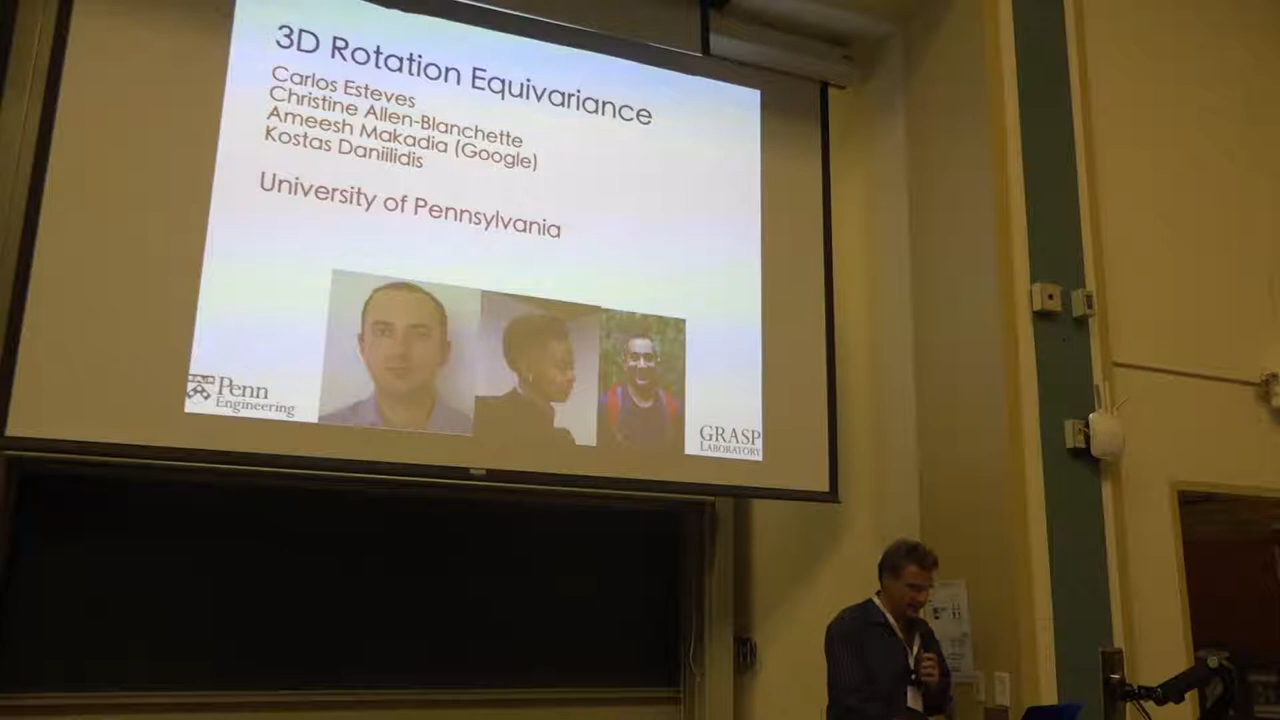 3D Rotation Equivariance
Carlos Esteves
Christine Allen-Blanchette
Ameesh Makadia (Google)
Kostas Daniilidis
University of Pennsylvania
Penn
Engineering
GRASP
LABORATORY